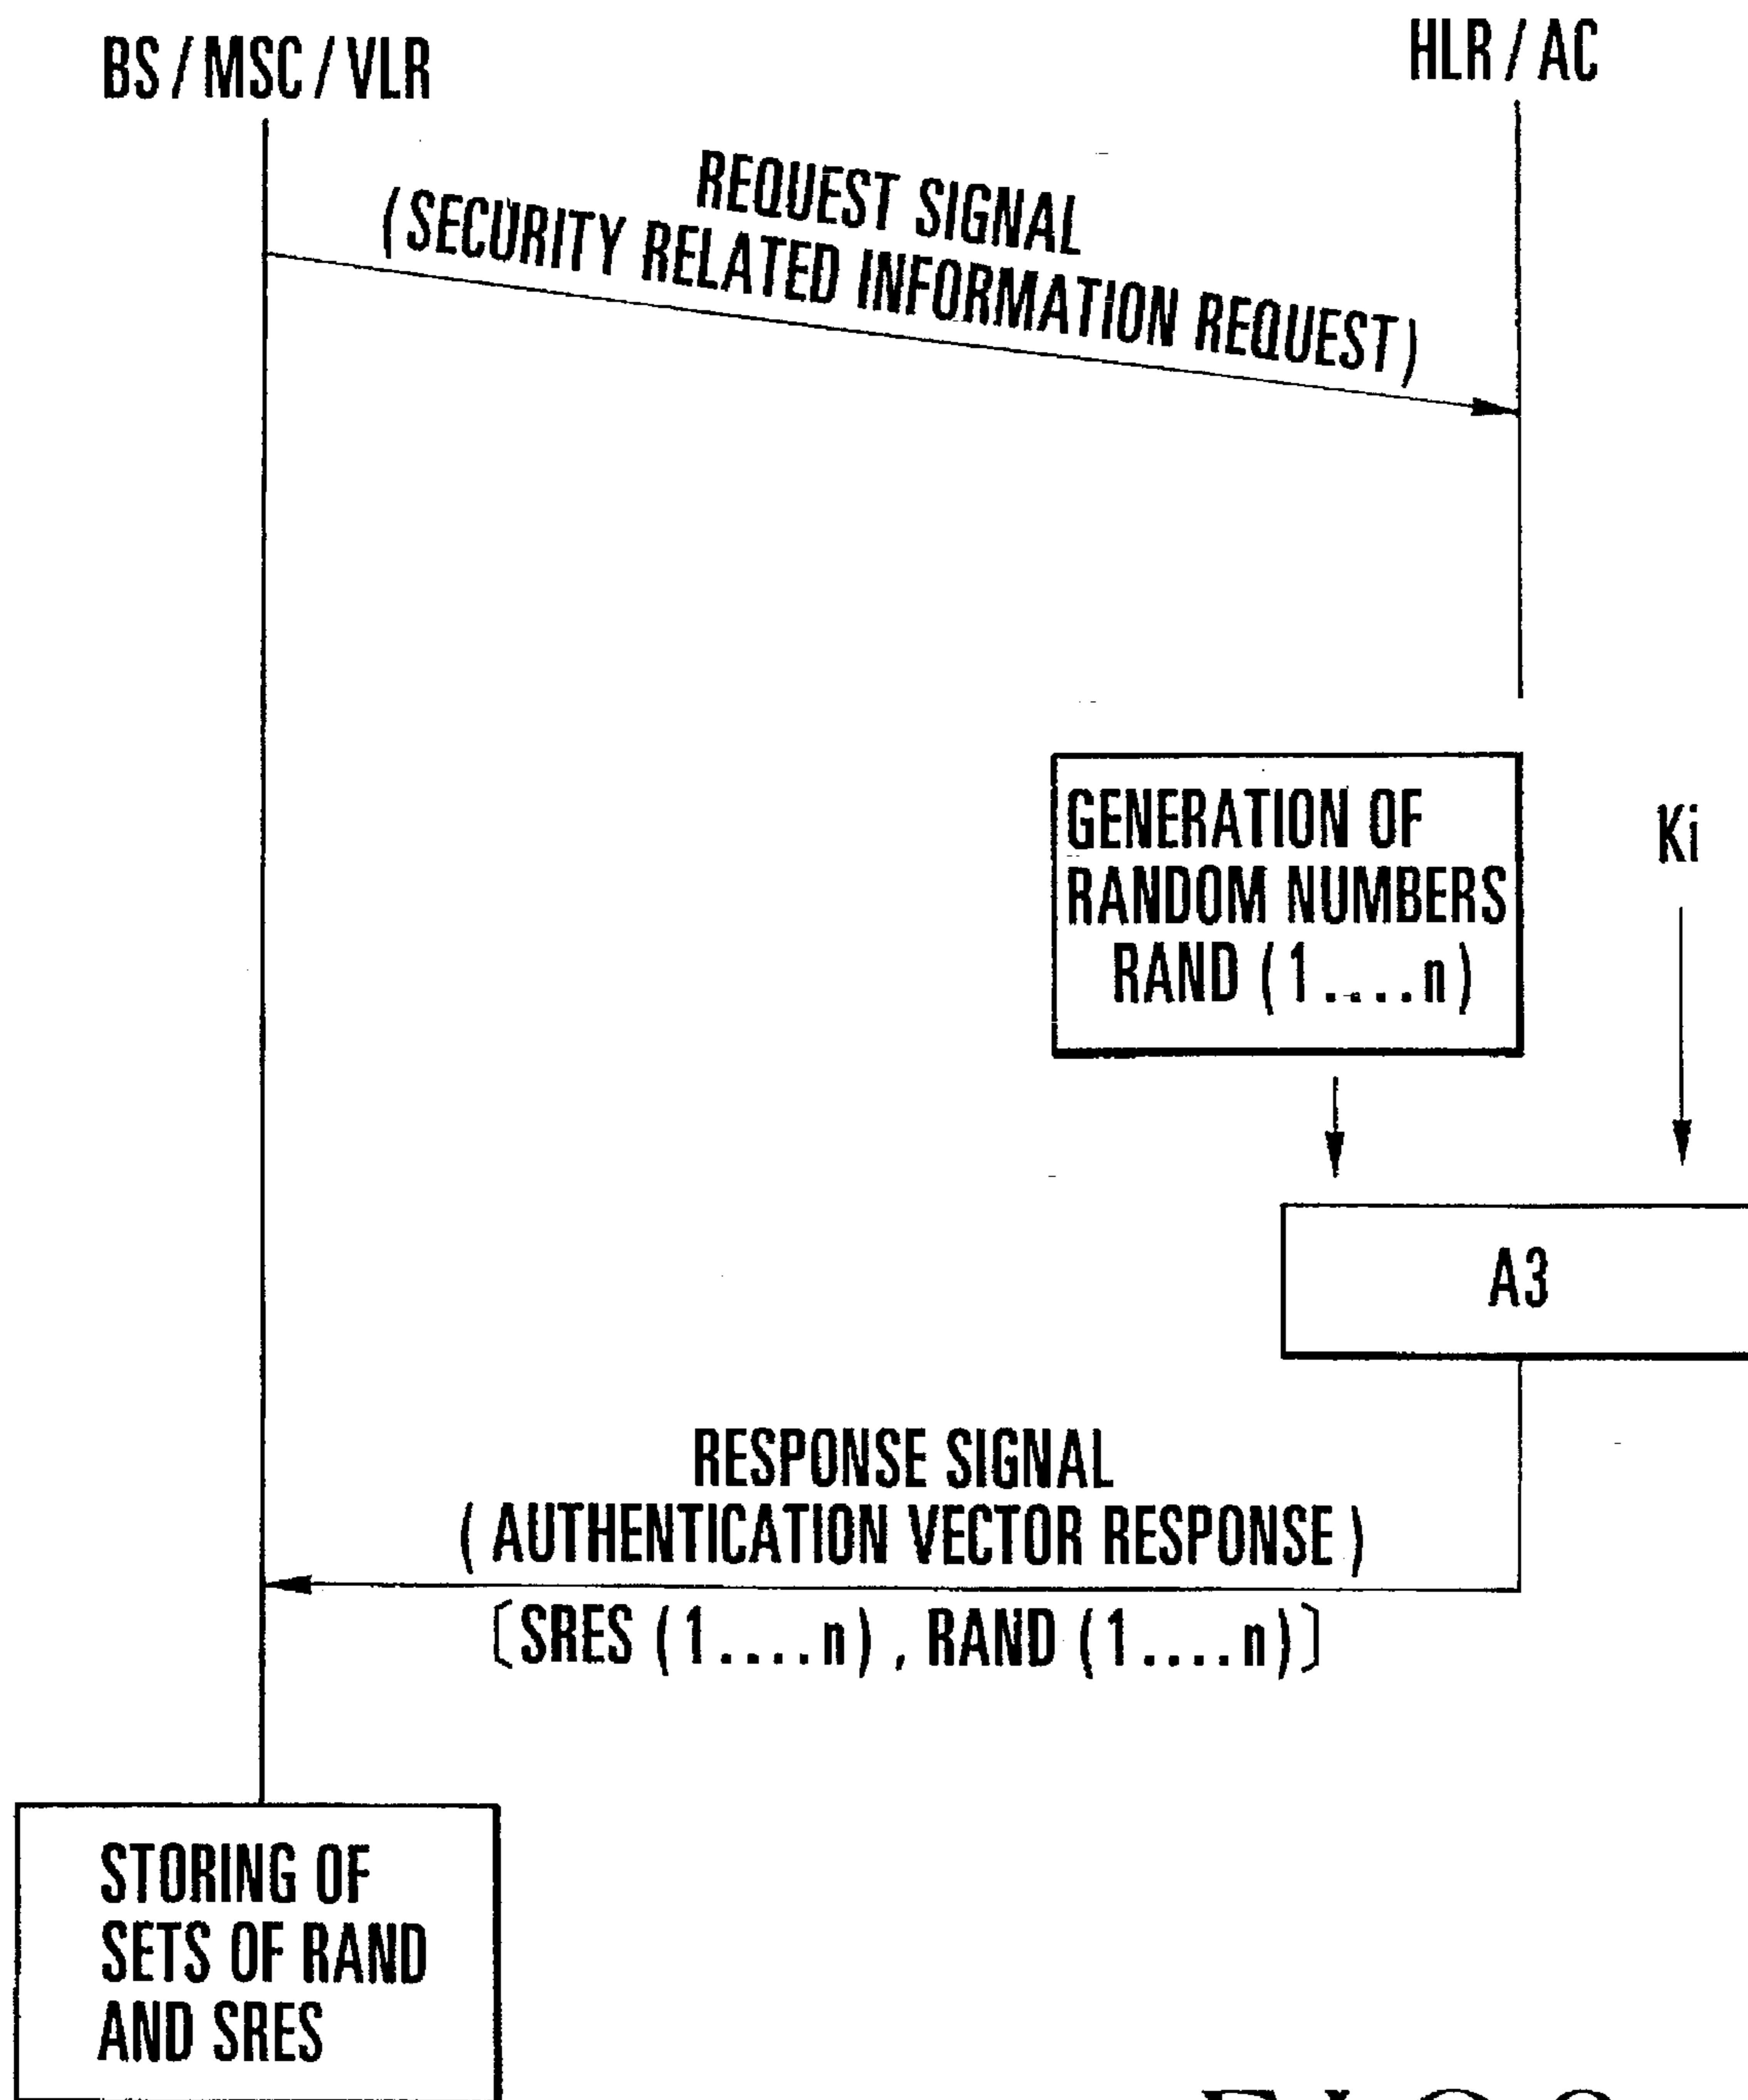 BS / MSC / VLR
HLR / AC
REQUEST SIGNAL
(SECURITY RELATED INFORMATION REQUEST)
GENERATION OF
RANDOM NUMBERS
RAND (1....n)
Ki
A3
RESPONSE SIGNAL
( AUTHENTICATION VECTOR RESPONSE )
〔SRES (1....n) , RAND (1....n)〕
STORING OF
SETS OF RAND
AND SRES